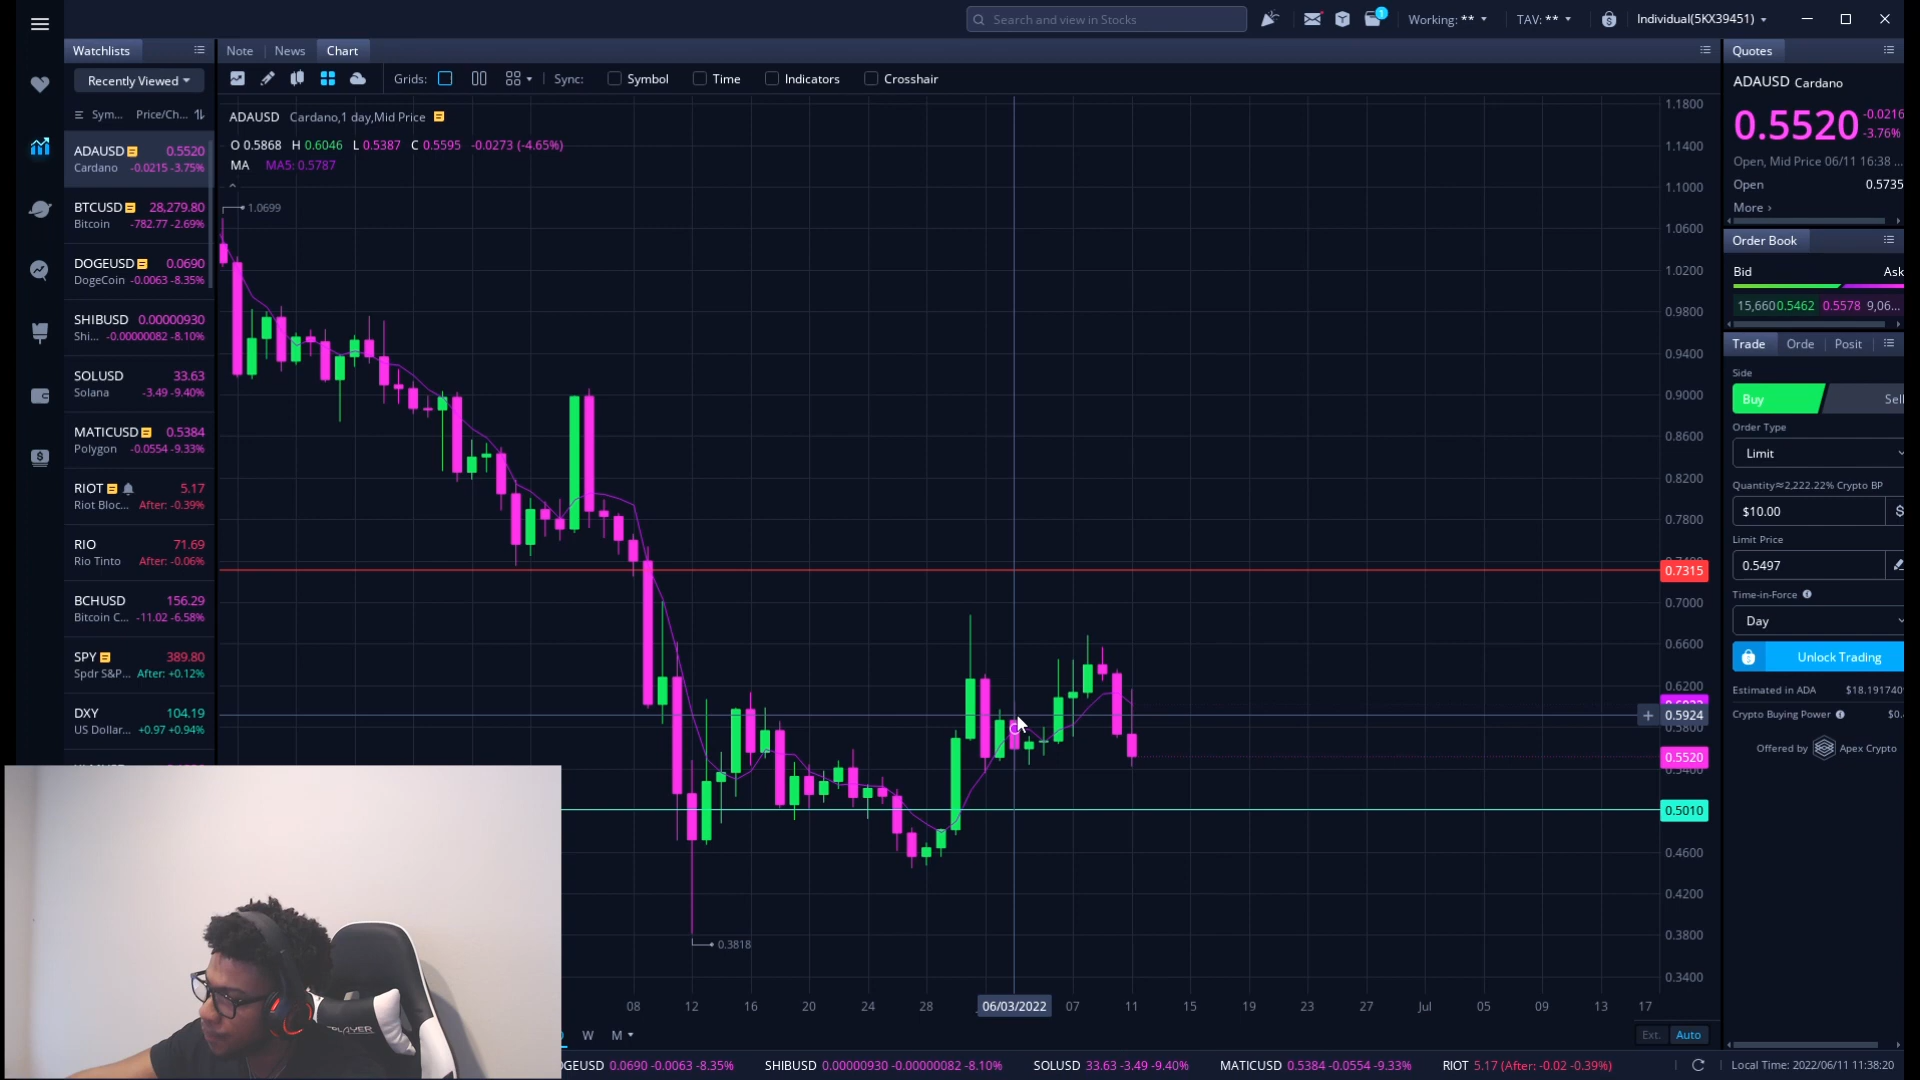 Search and view in Stocks
1
Working: **
TAV: **
Individual(5KX39451)
Watchlists
Note
News
Chart
Quotes
Recently Viewed
Grids:
Sync:
Symbol
Time
Indicators
Crosshair
Sym...
Price/Ch...
ADAUSD 0.5520
Cardano -0.0215 -3.75%
BTCUSD 28,279.80
Bitcoin -782.77 -2.69%
DOGEUSD 0.0690
DogeCoin -0.0063 -8.35%
SHIBUSD 0.00000930
Shi... -0.00000082 -8.10%
SOLUSD 33.63
Solana -3.49 -9.40%
MATICUSD 0.5384
Polygon -0.0554 -9.33%
RIOT 5.17
Riot Bloc... After: -0.39%
RIO 71.69
Rio Tinto After: -0.06%
BCHUSD 156.29
Bitcoin C... -11.02 -6.58%
SPY 389.80
Spdr S&P... After: +0.12%
DXY 104.19
US Dollar... +0.97 +0.94%
ADAUSD Cardano,1 day,Mid Price
O 0.5868 H 0.6046 L 0.5387 C 0.5595 -0.0273 (-4.65%)
MA MA5: 0.5787
1.0699
0.3818
1.1800
1.1400
1.1000
1.0600
1.0200
0.9800
0.9400
0.9000
0.8600
0.8200
0.7800
0.7315
0.7000
0.6600
0.6200
0.5924
0.5800
0.5520
0.5400
0.5010
0.4600
0.4200
0.3800
0.3400
08 12 16 20 24 28 06/03/2022 07 11 15 19 23 27 Jul 05 09 13 17
W
M
Ext.
Auto
ADAUSD Cardano
0.5520
-0.0216
-3.76%
Open, Mid Price 06/11 16:38 ...
Open 0.5735
More ›
Order Book
Bid Ask
15,660 0.5462 0.5578 9,06...
Trade
Orde
Posit
Side
Buy
Sell
Order Type
Limit
Quantity≈2,222.22% Crypto BP
$10.00 $
Limit Price
0.5497
Time-in-Force
Day
Unlock Trading
Estimated in ADA $18.191740
Crypto Buying Power $0.
Offered by Apex Crypto
OGEUSD 0.0690 -0.0063 -8.35%
SHIBUSD 0.00000930 -0.00000082 -8.10%
SOLUSD 33.63 -3.49 -9.40%
MATICUSD 0.5384 -0.0554 -9.33%
RIOT 5.17 (After: -0.02 -0.39%)
Local Time: 2022/06/11 11:38:20